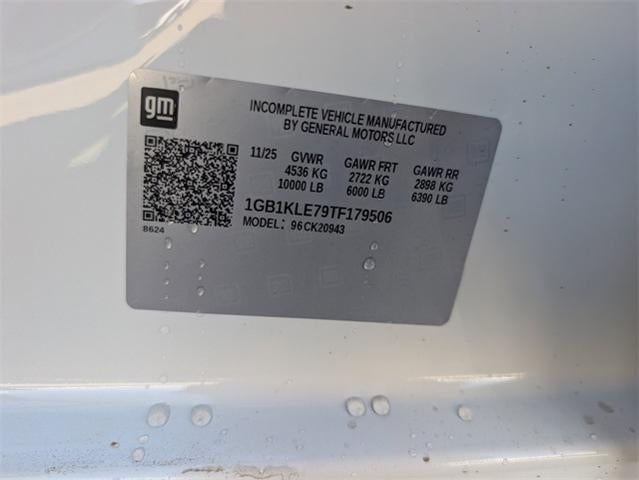 gm
INCOMPLETE VEHICLE MANUFACTURED
BY GENERAL MOTORS LLC
11/25 GVWR GAWR FRT GAWR RR
4536 KG 2722 KG 2898 KG
10000 LB 6000 LB 6390 LB
1GB1KLE79TF179506
MODEL: 96CK20943
8624